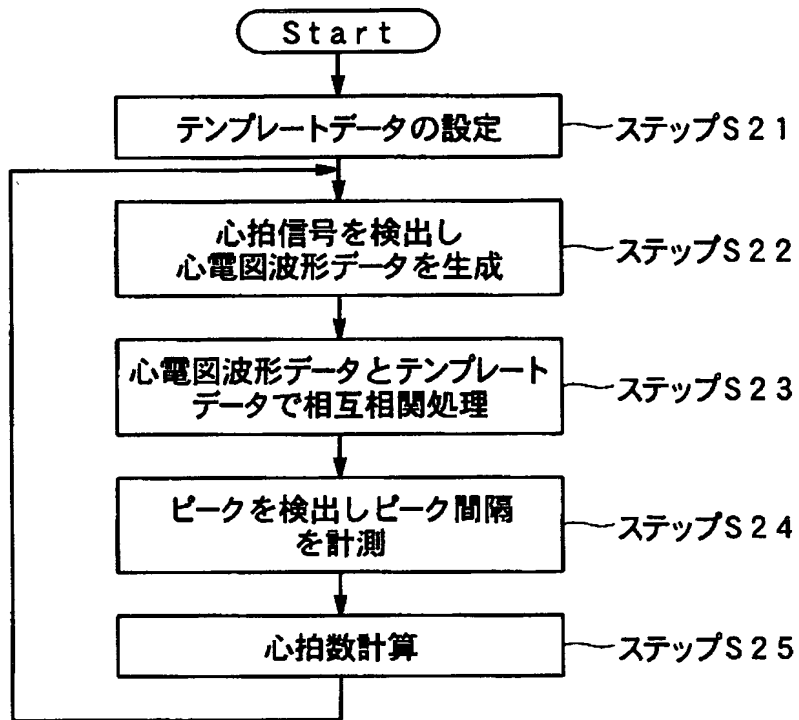 Start
テンプレートデータの設定
ステップS21
心拍信号を検出し
心電図波形データを生成
ステップS22
心電図波形データとテンプレート
データで相互相関処理
ステップS23
ピークを検出しピーク間隔
を計測
ステップS24
心拍数計算
ステップS25